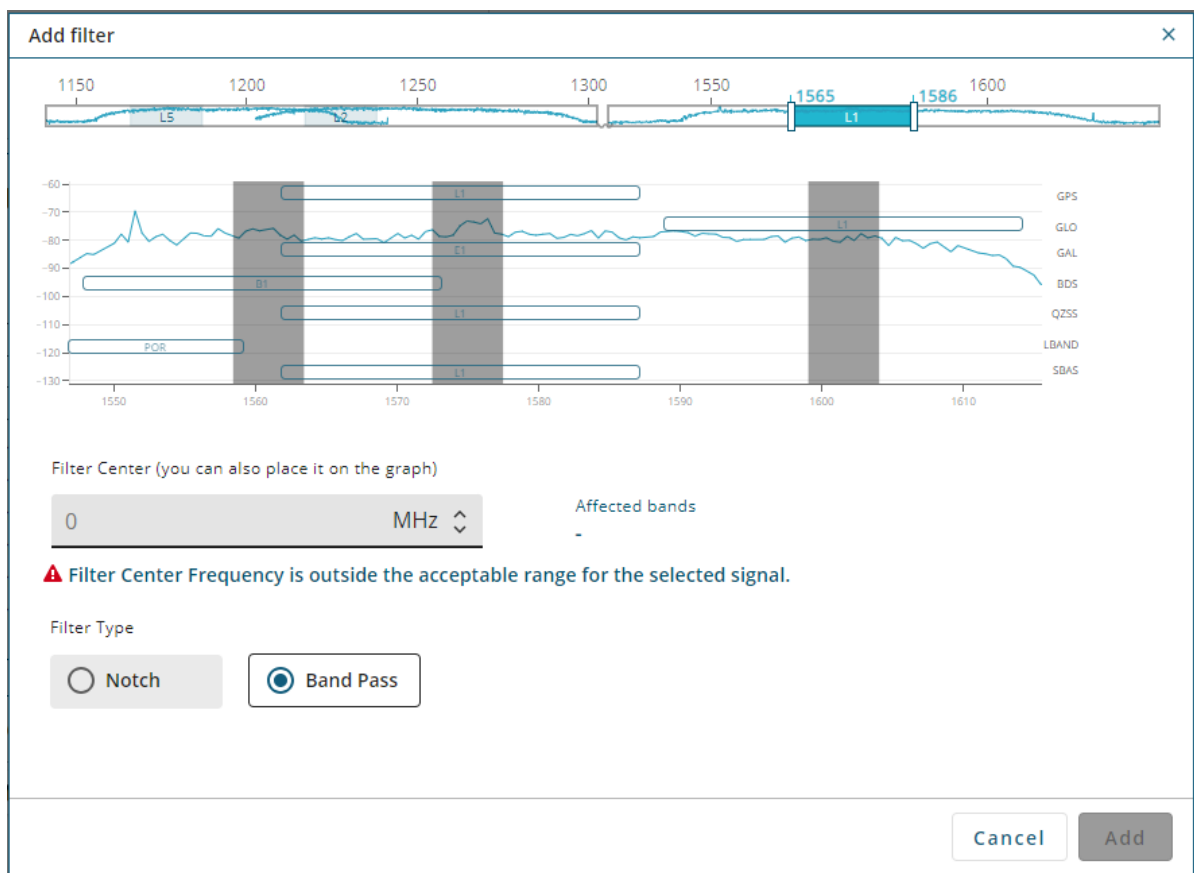 Add filter
1150 1200 1250 1300 1550 1600
1565 1586
L5 L2 L1
-60 L1 GPS
-70 L1 GLO
-80 E1 GAL
-90
B1 BDS
-100
L1 QZSS
-110
POR LBAND
-120
L1 SBAS
-130
1550 1560 1570 1580 1590 1600 1610
Filter Center (you can also place it on the graph)
0 MHz
Affected bands
-
Filter Center Frequency is outside the acceptable range for the selected signal.
Filter Type
Notch Band Pass
Cancel Add